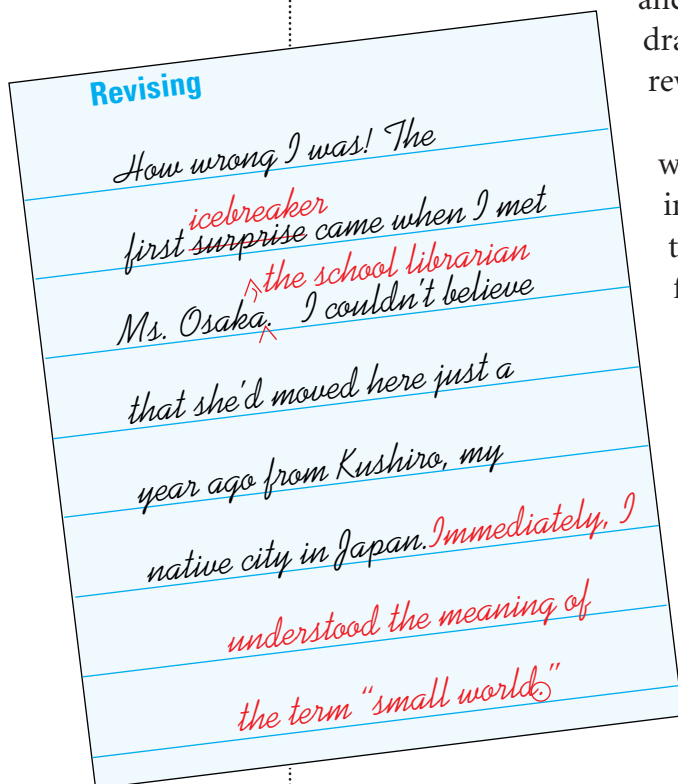 Revising
How wrong I was! The
icebreaker
first surprise came when I met
the school librarian
Ms. Osaka. I couldn't believe
that she'd moved here just a
year ago from Kushiro, my
native city in Japan. Immediately, I
understood the meaning of
the term “small world.”